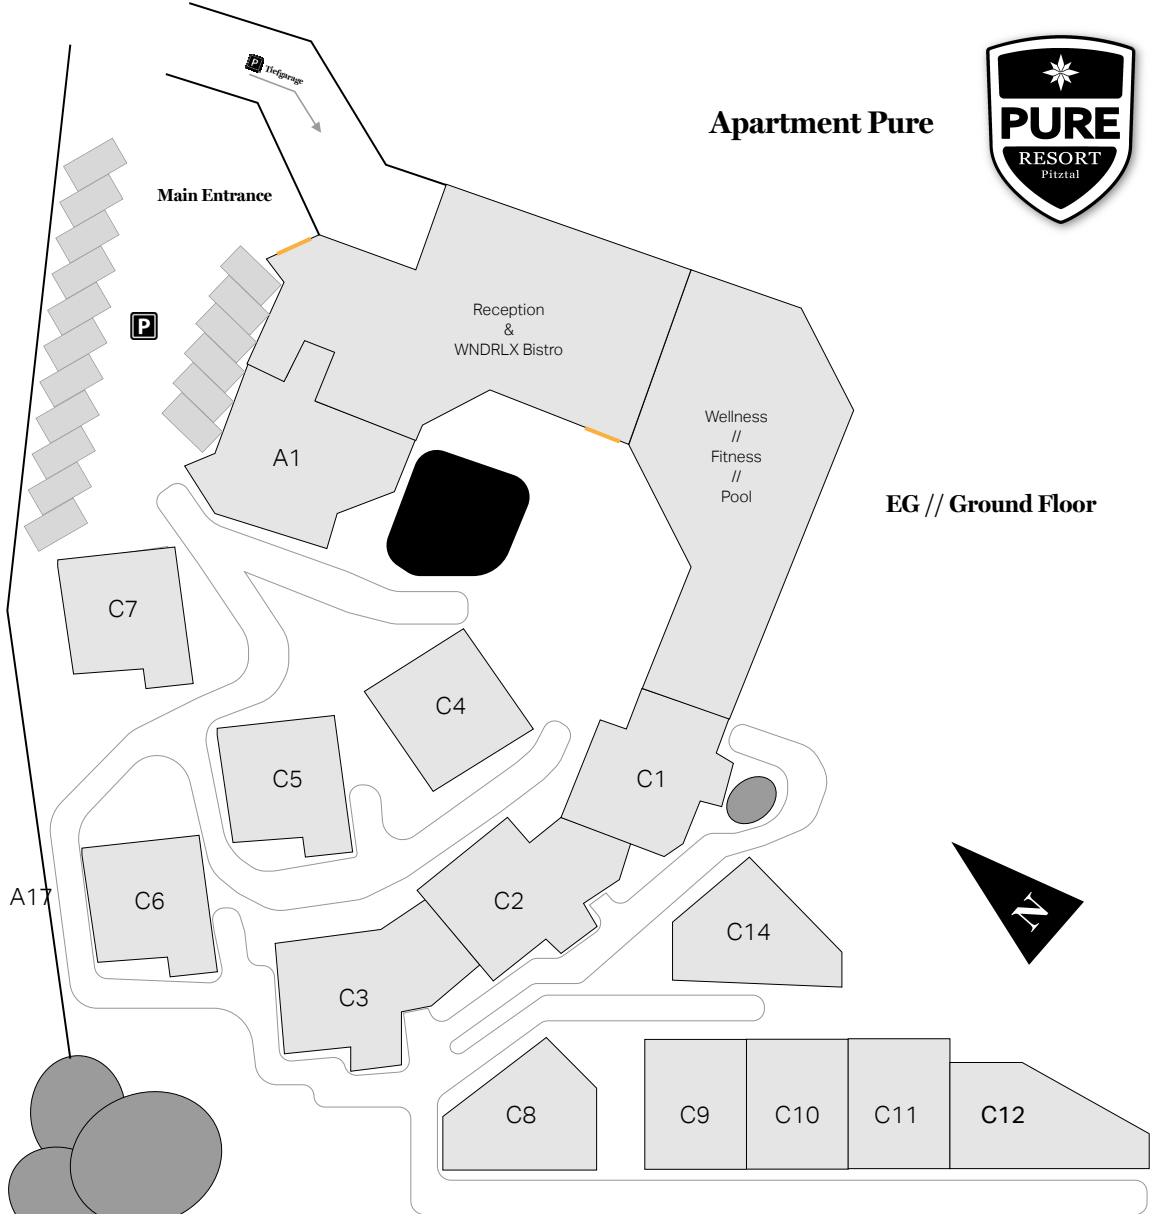 P Tiefgarage
Apartment Pure
PURE
RESORT
Pitztal
Main Entrance
P
Reception
&
WNDRLX Bistro
Wellness
//
Fitness
//
Pool
A1
EG // Ground Floor
C7
C4
C5
C1
A17
C6
C2
C14
N
C3
C8
C9
C10
C11
C12